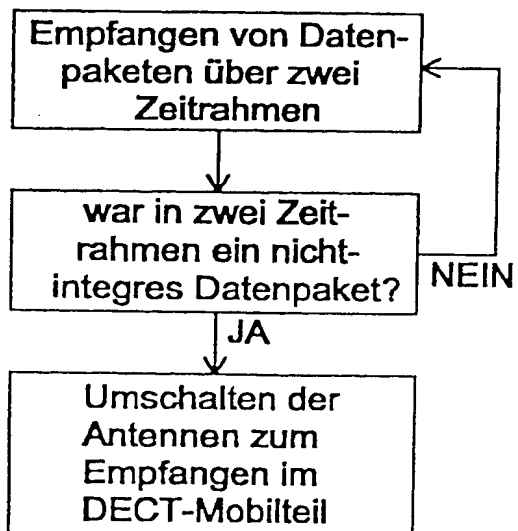 Empfangen von Daten-
paketen über zwei
Zeitrahmen
war in zwei Zeit-
rahmen ein nicht-
integres Datenpaket?
NEIN
JA
Umschalten der
Antennen zum
Empfangen im
DECT-Mobilteil